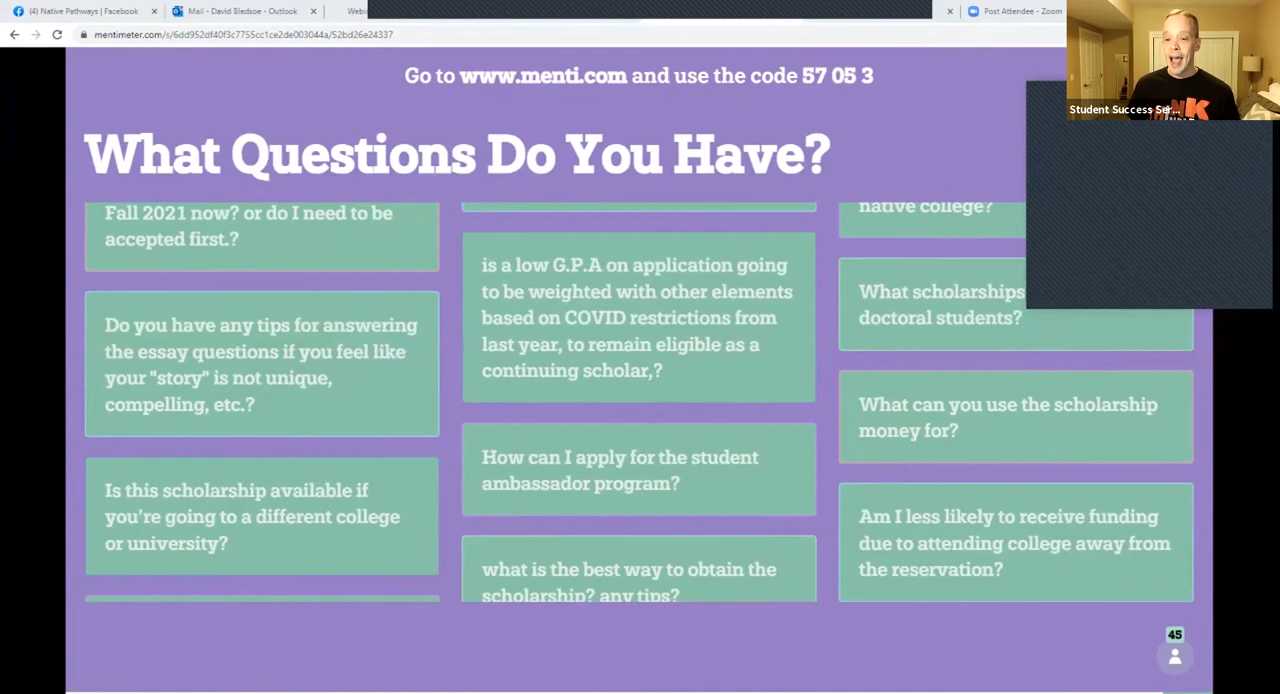 (4) Native Pathways | Facebook
Mail - David Bledsoe - Outlook
Webi
Post Attendee - Zoom
mentimeter.com/s/6dd952df40f3c7755cc1ce2de003044a/52bd26e24337
Student Success Ser...
Go to www.menti.com and use the code 57 05 3
What Questions Do You Have?
Fall 2021 now? or do I need to be
accepted first.?
Do you have any tips for answering
the essay questions if you feel like
your "story" is not unique,
compelling, etc.?
Is this scholarship available if
you're going to a different college
or university?
is a low G.P.A on application going
to be weighted with other elements
based on COVID restrictions from
last year, to remain eligible as a
continuing scholar,?
How can I apply for the student
ambassador program?
what is the best way to obtain the
scholarship? any tips?
native college?
What scholarships
doctoral students?
What can you use the scholarship
money for?
Am I less likely to receive funding
due to attending college away from
the reservation?
45